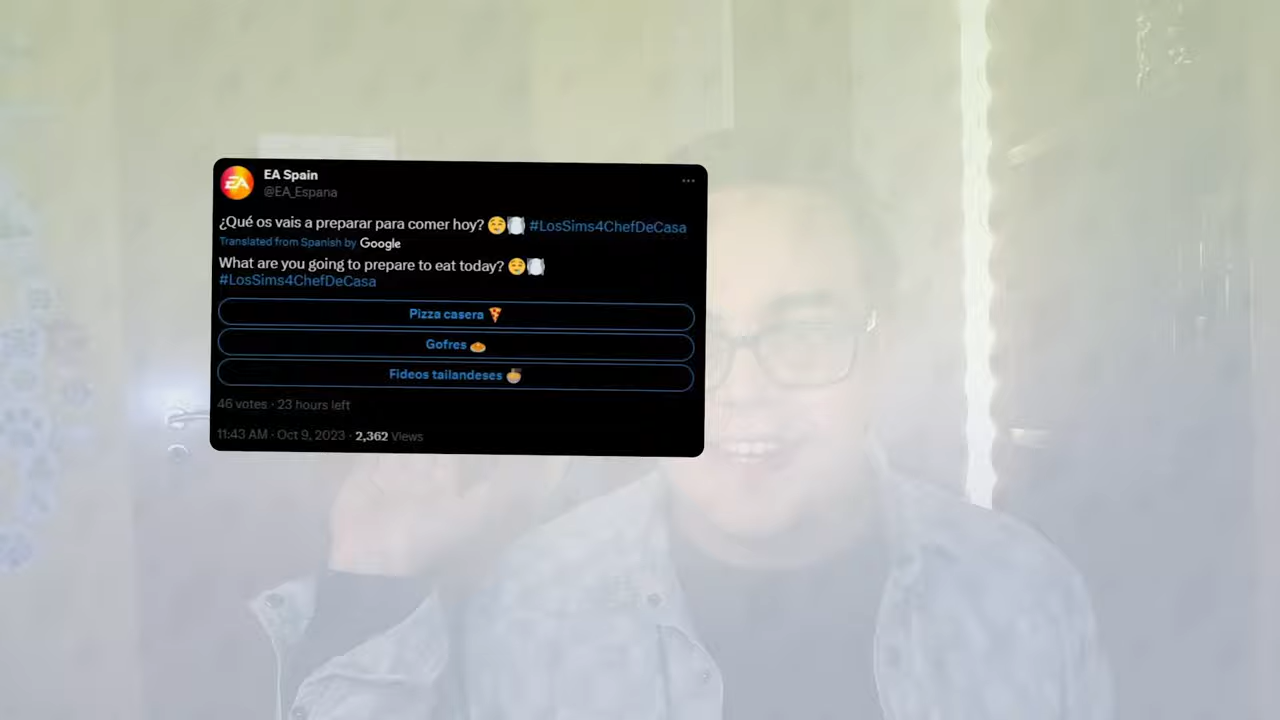 EA Spain
@EA_Espana
¿Qué os vais a preparar para comer hoy? ☺️🍽️ #LosSims4ChefDeCasa
Translated from Spanish by Google
What are you going to prepare to eat today? ☺️🍽️
#LosSims4ChefDeCasa
Pizza casera 🍕
Gofres 🥞
Fideos tailandeses 🍜
46 votes · 23 hours left
11:43 AM · Oct 9, 2023 · 2,362 Views